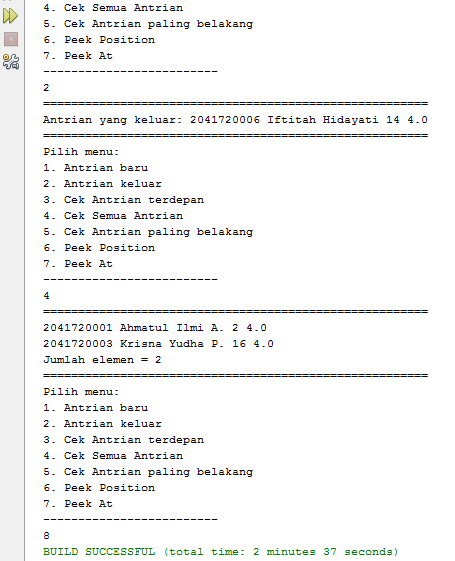 4. Cek Semua Antrian
5. Cek Antrian paling belakang
6. Peek Position
7. Peek At
-------------------------
2
=======================================================
Antrian yang keluar: 2041720006 Iftitah Hidayati 14 4.0
=======================================================
Pilih menu:
1. Antrian baru
2. Antrian keluar
3. Cek Antrian terdepan
4. Cek Semua Antrian
5. Cek Antrian paling belakang
6. Peek Position
7. Peek At
-------------------------
4
=======================================================
2041720001 Ahmatul Ilmi A. 2 4.0
2041720003 Krisna Yudha P. 16 4.0
Jumlah elemen = 2
=======================================================
Pilih menu:
1. Antrian baru
2. Antrian keluar
3. Cek Antrian terdepan
4. Cek Semua Antrian
5. Cek Antrian paling belakang
6. Peek Position
7. Peek At
-------------------------
8
BUILD SUCCESSFUL (total time: 2 minutes 37 seconds)